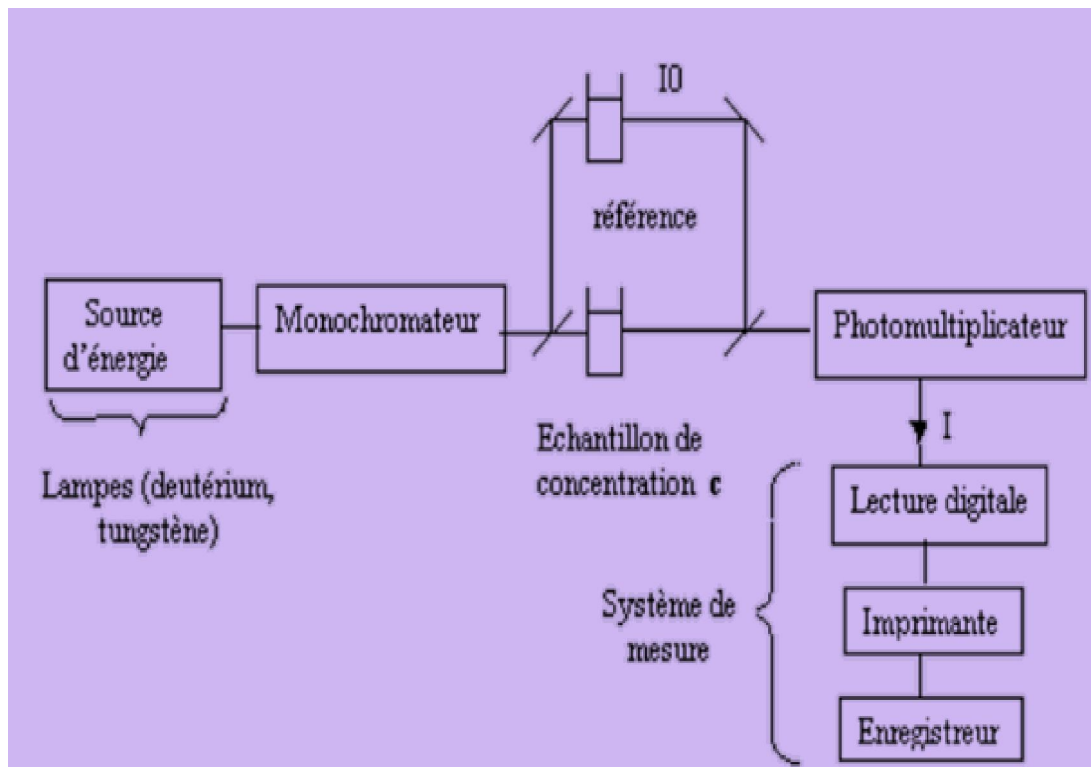 I0
référence
Source
d'énergie
Monochromateur
Photomultiplicateur
I
Echantillon de
concentration c
Lampes (deutérium,
tungstène)
Lecture digitale
Système de
mesure
Imprimante
Enregistreur